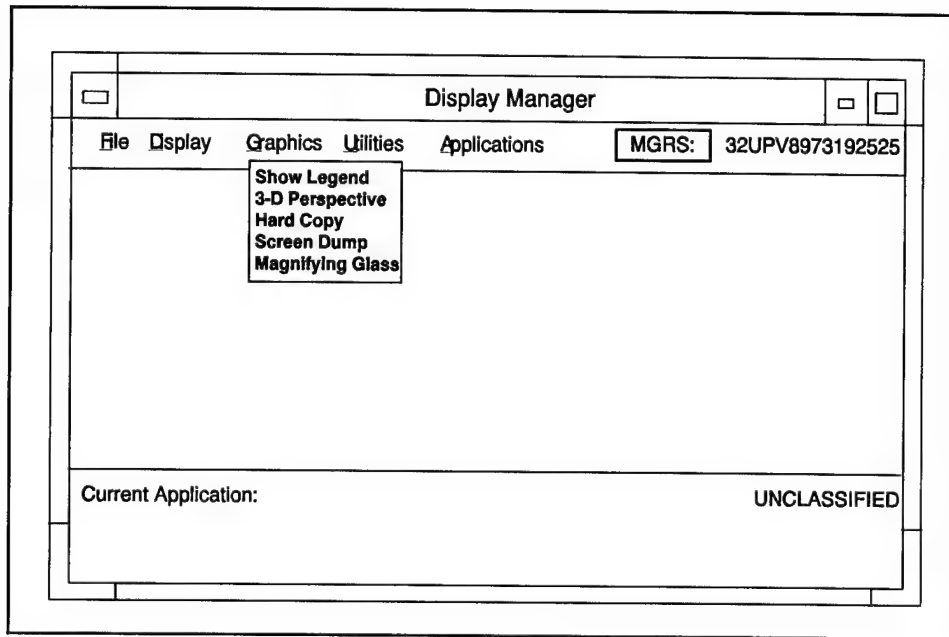 Display Manager
File Display Graphics Utilities Applications MGRS: 32UPV8973192525
Show Legend
3-D Perspective
Hard Copy
Screen Dump
Magnifying Glass
Current Application: UNCLASSIFIED